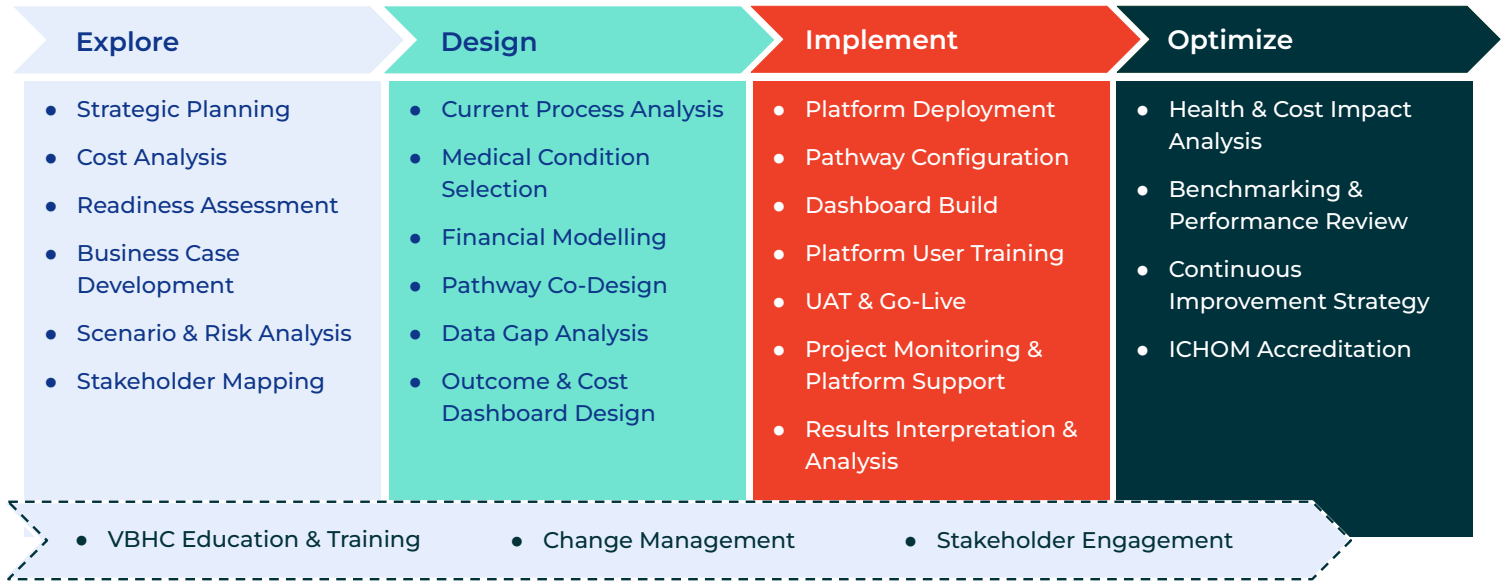 Explore
● Strategic Planning
● Cost Analysis
● Readiness Assessment
● Business Case
Development
● Scenario & Risk Analysis
● Stakeholder Mapping
Design
● Current Process Analysis
● Medical Condition
Selection
● Financial Modelling
● Pathway Co-Design
● Data Gap Analysis
● Outcome & Cost
Dashboard Design
Implement
● Platform Deployment
● Pathway Configuration
● Dashboard Build
● Platform User Training
● UAT & Go-Live
● Project Monitoring &
Platform Support
● Results Interpretation &
Analysis
Optimize
● Health & Cost Impact
Analysis
● Benchmarking &
Performance Review
● Continuous
Improvement Strategy
● ICHOM Accreditation
● VBHC Education & Training
● Change Management
● Stakeholder Engagement